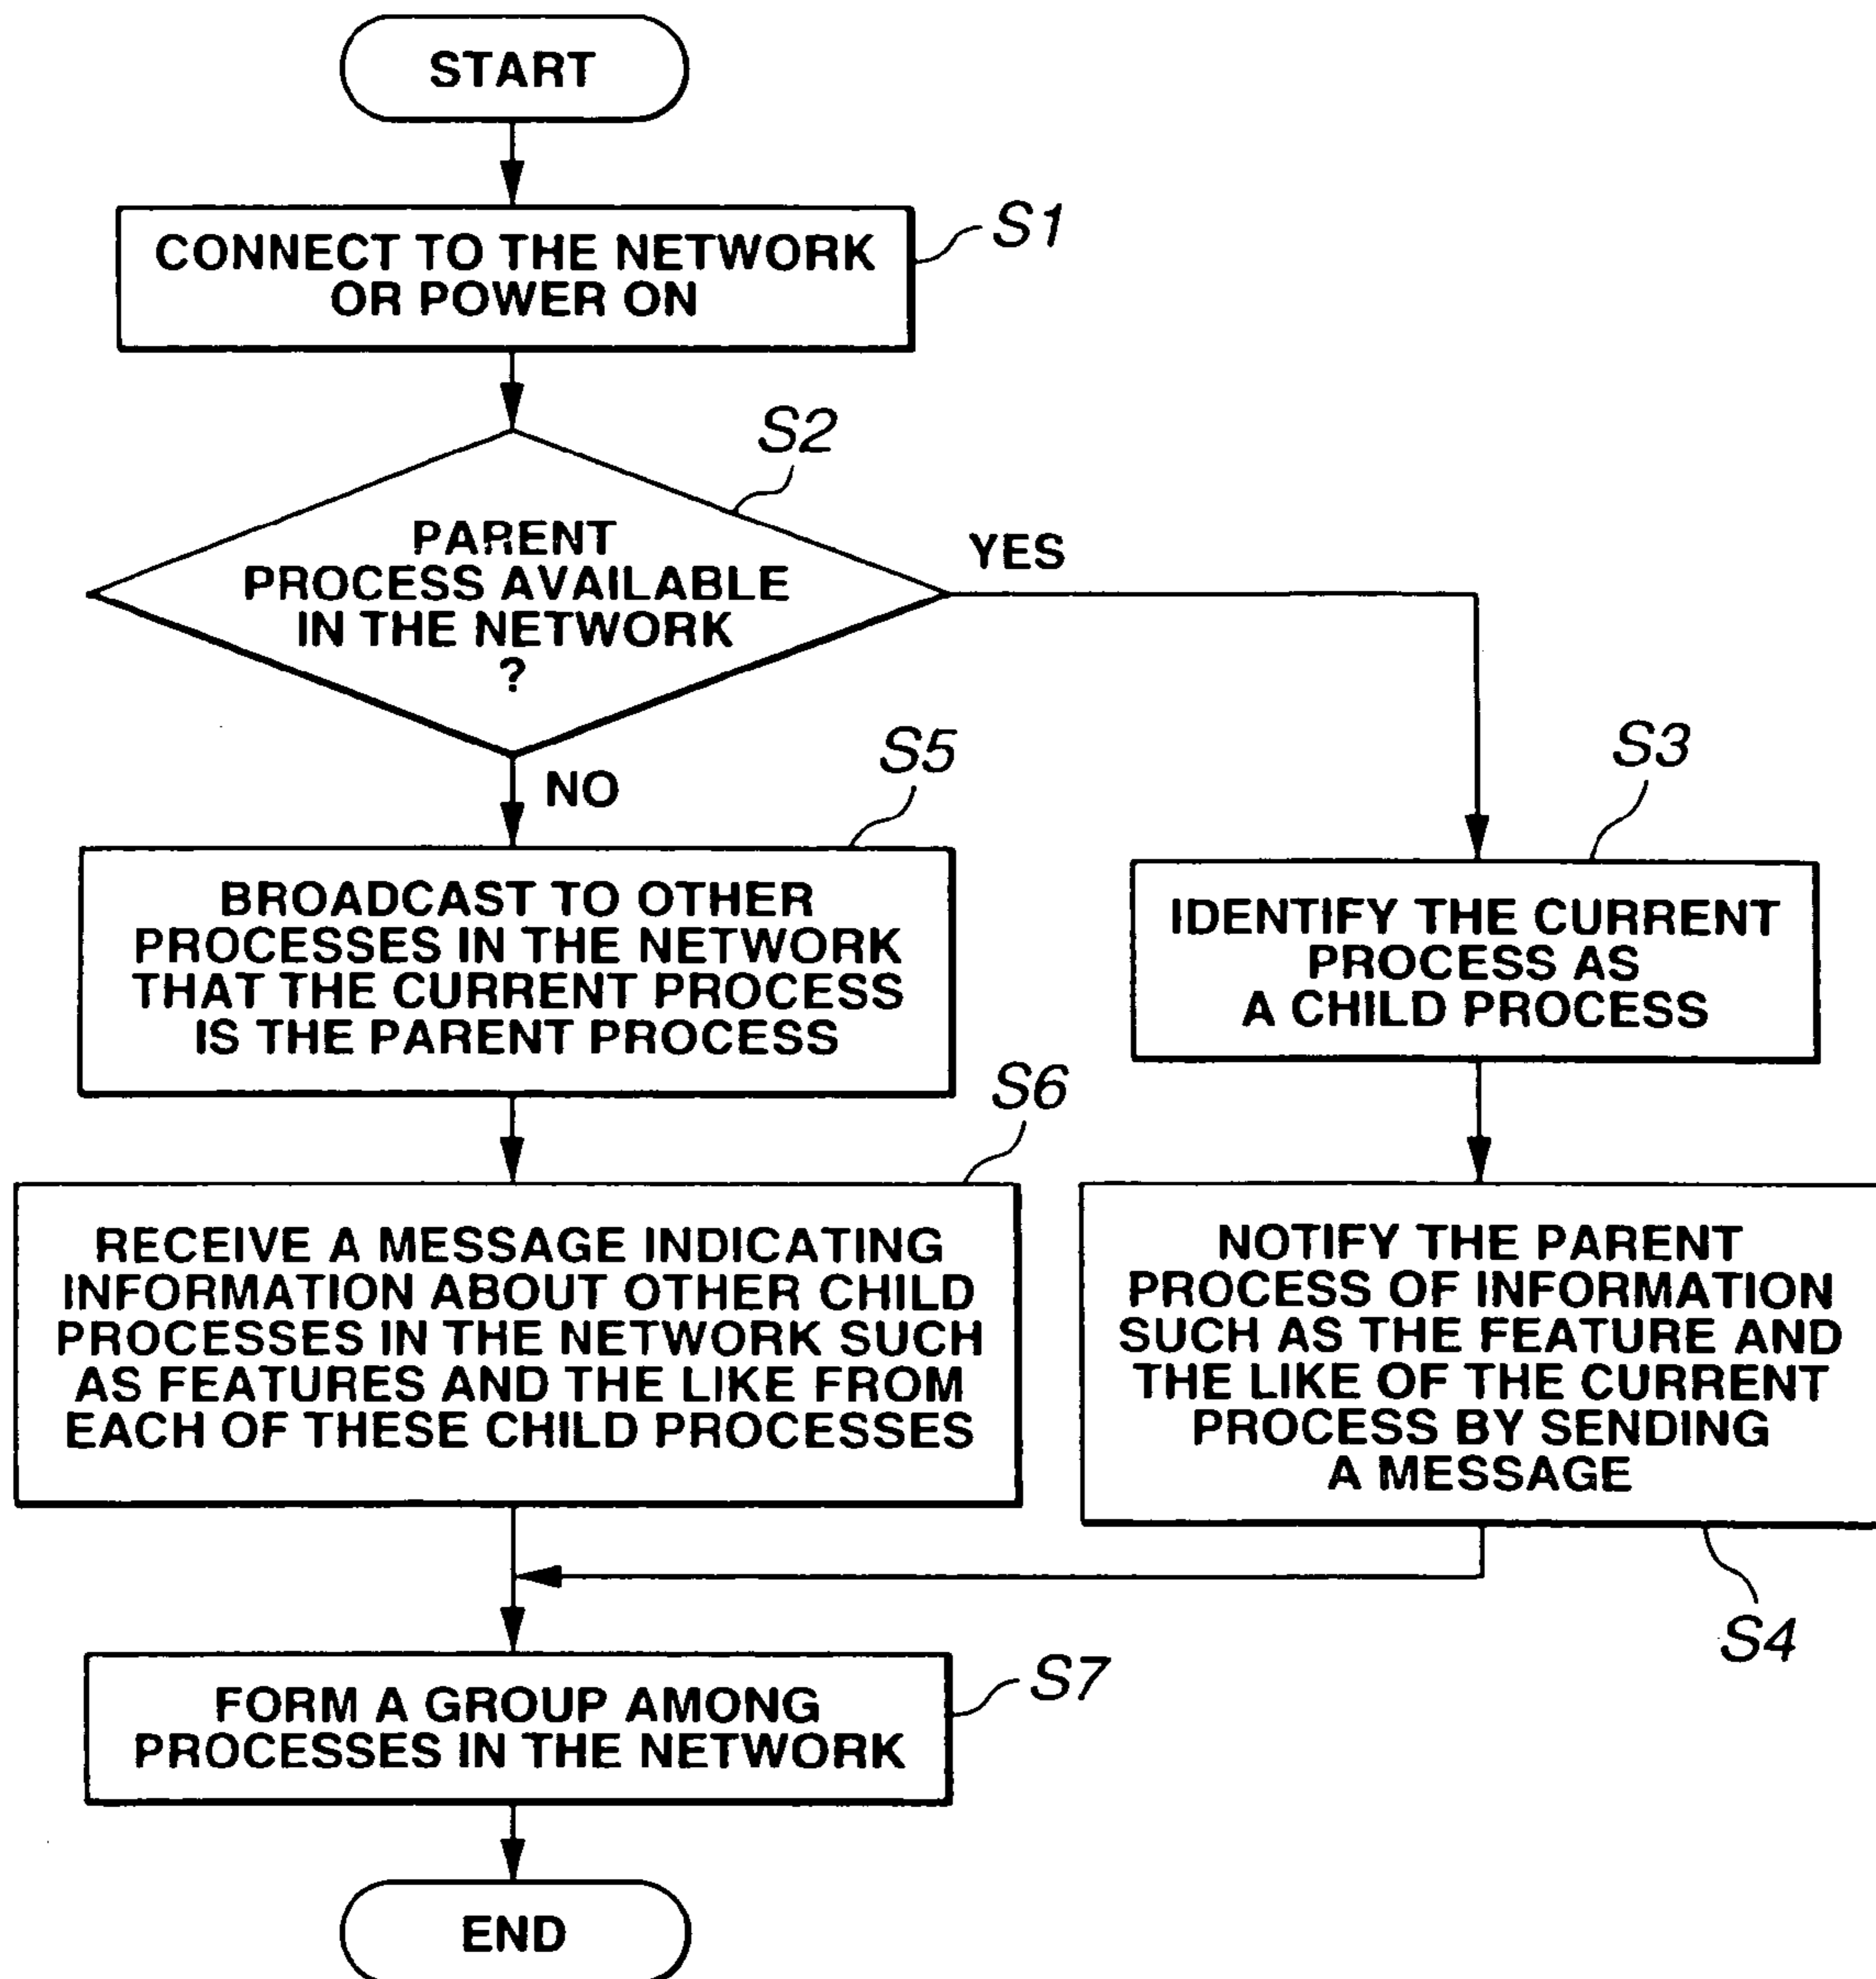 START
CONNECT TO THE NETWORK
OR POWER ON
S1
S2
PARENT
PROCESS AVAILABLE
IN THE NETWORK
?
YES
NO
S5
BROADCAST TO OTHER
PROCESSES IN THE NETWORK
THAT THE CURRENT PROCESS
IS THE PARENT PROCESS
S3
IDENTIFY THE CURRENT
PROCESS AS
A CHILD PROCESS
S6
RECEIVE A MESSAGE INDICATING
INFORMATION ABOUT OTHER CHILD
PROCESSES IN THE NETWORK SUCH
AS FEATURES AND THE LIKE FROM
EACH OF THESE CHILD PROCESSES
NOTIFY THE PARENT
PROCESS OF INFORMATION
SUCH AS THE FEATURE AND
THE LIKE OF THE CURRENT
PROCESS BY SENDING
A MESSAGE
S4
FORM A GROUP AMONG
PROCESSES IN THE NETWORK
S7
END